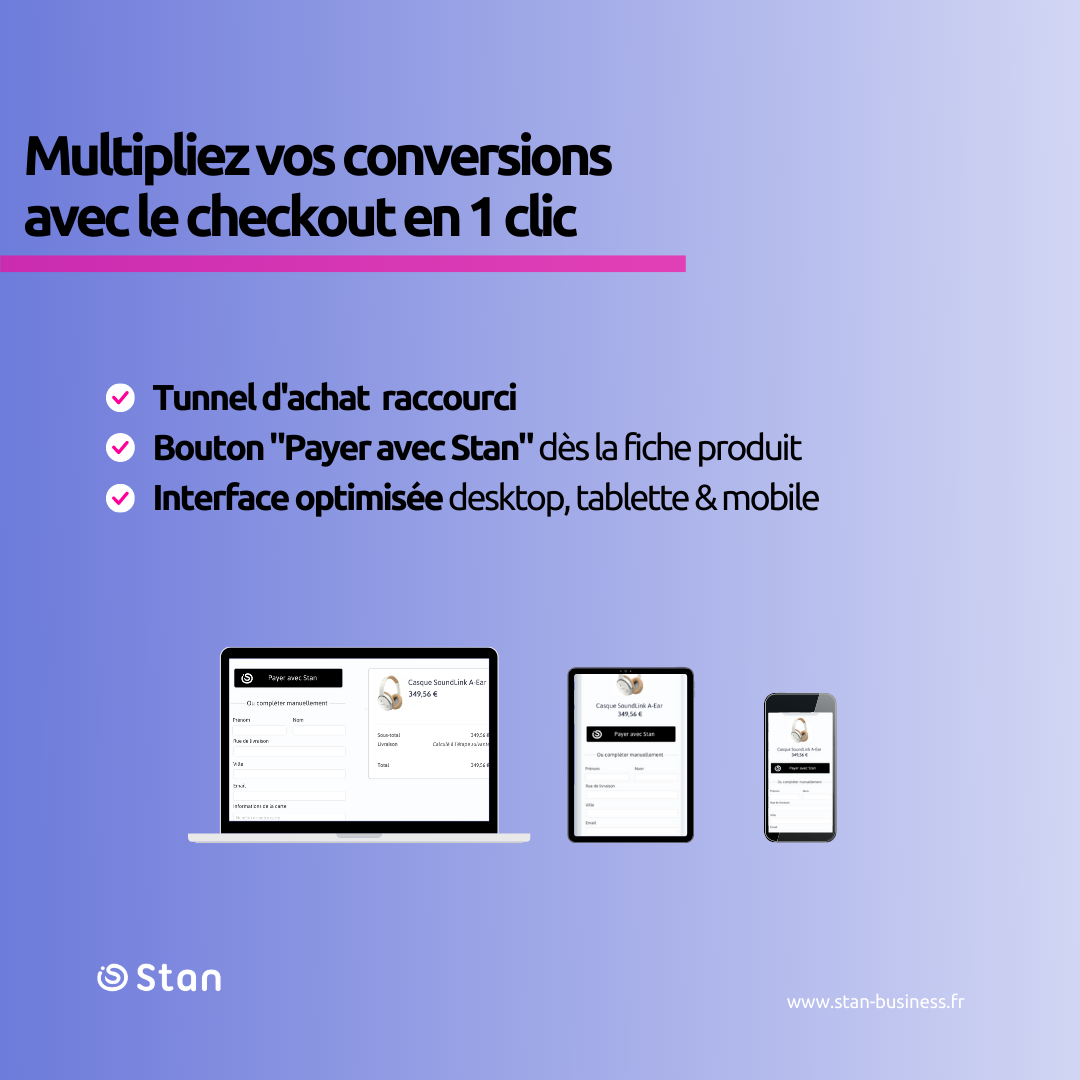 Multipliez vos conversions
avec le checkout en 1 clic
Tunnel d'achat  raccourci
Bouton "Payer avec Stan" dès la fiche produit
Interface optimisée desktop, tablette & mobile
Payer avec Stan
Ou compléter manuellement
Prénom Nom
Rue de livraison
Ville
Email
Informations de la carte
Casque SoundLink A-Ear
349,56 €
Sous-total 349,56 €
Livraison Calculé à l'étape suivante
Total 349,56 €
Casque SoundLink A-Ear
349,56 €
Payer avec Stan
Ou compléter manuellement
Prénom Nom
Rue de livraison
Ville
Email
Casque SoundLink A-Ear
349,56 €
Payer avec Stan
Ou compléter manuellement
Prénom Nom
Rue de livraison
Ville
Email
Stan
www.stan-business.fr